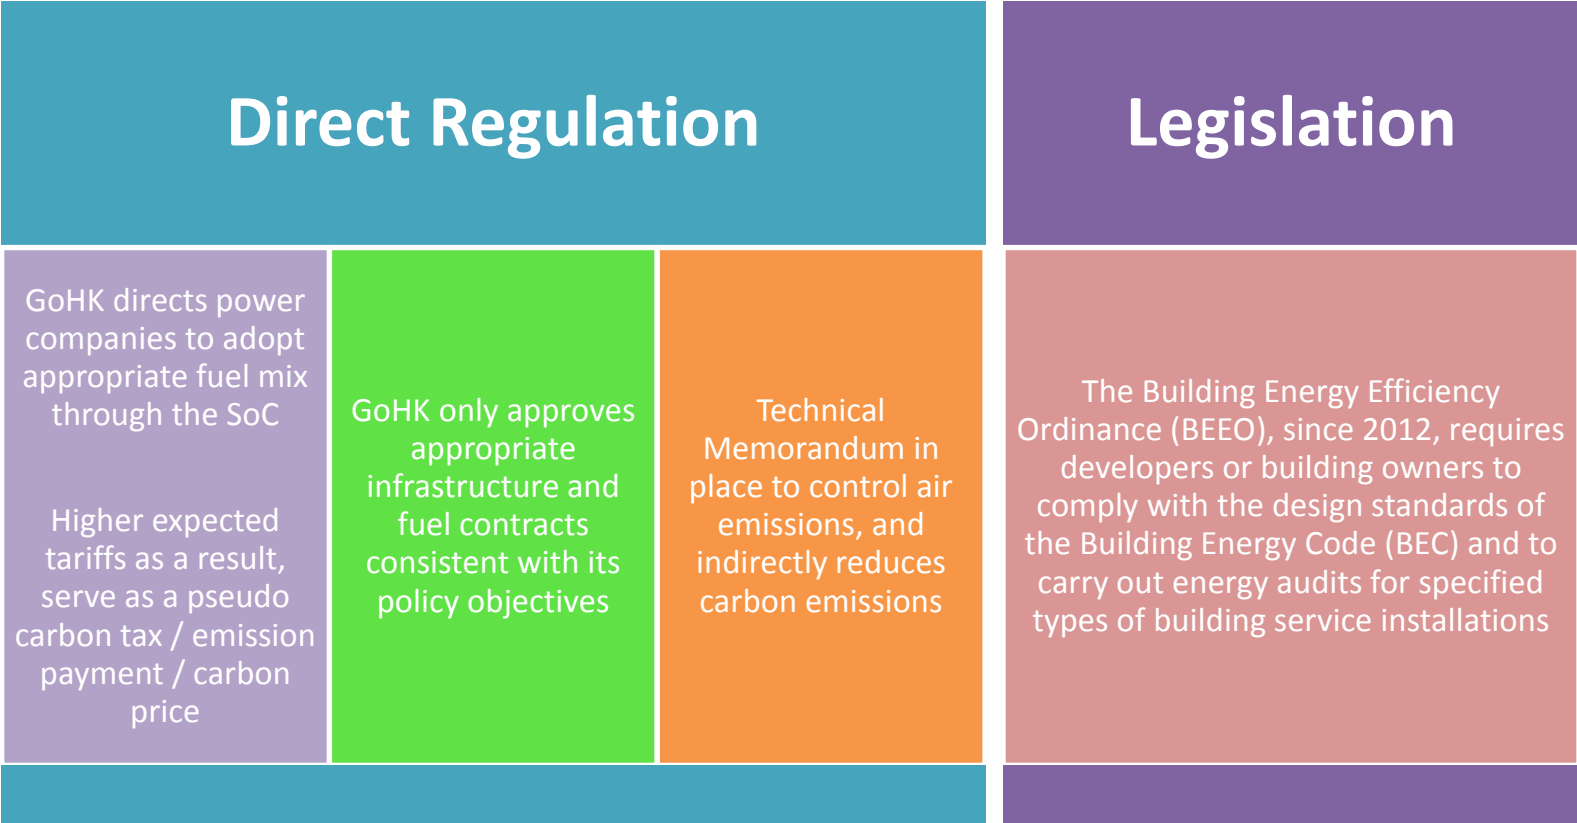 Direct Regulation
GoHK directs power
companies to adopt
appropriate fuel mix
through the SoC
Higher expected
tariffs as a result,
serve as a pseudo
carbon tax / emission
payment / carbon
price
GoHK only approves
appropriate
infrastructure and
fuel contracts
consistent with its
policy objectives
Technical
Memorandum in
place to control air
emissions, and
indirectly reduces
carbon emissions
Legislation
The Building Energy Efficiency
Ordinance (BEEO), since 2012, requires
developers or building owners to
comply with the design standards of
the Building Energy Code (BEC) and to
carry out energy audits for specified
types of building service installations